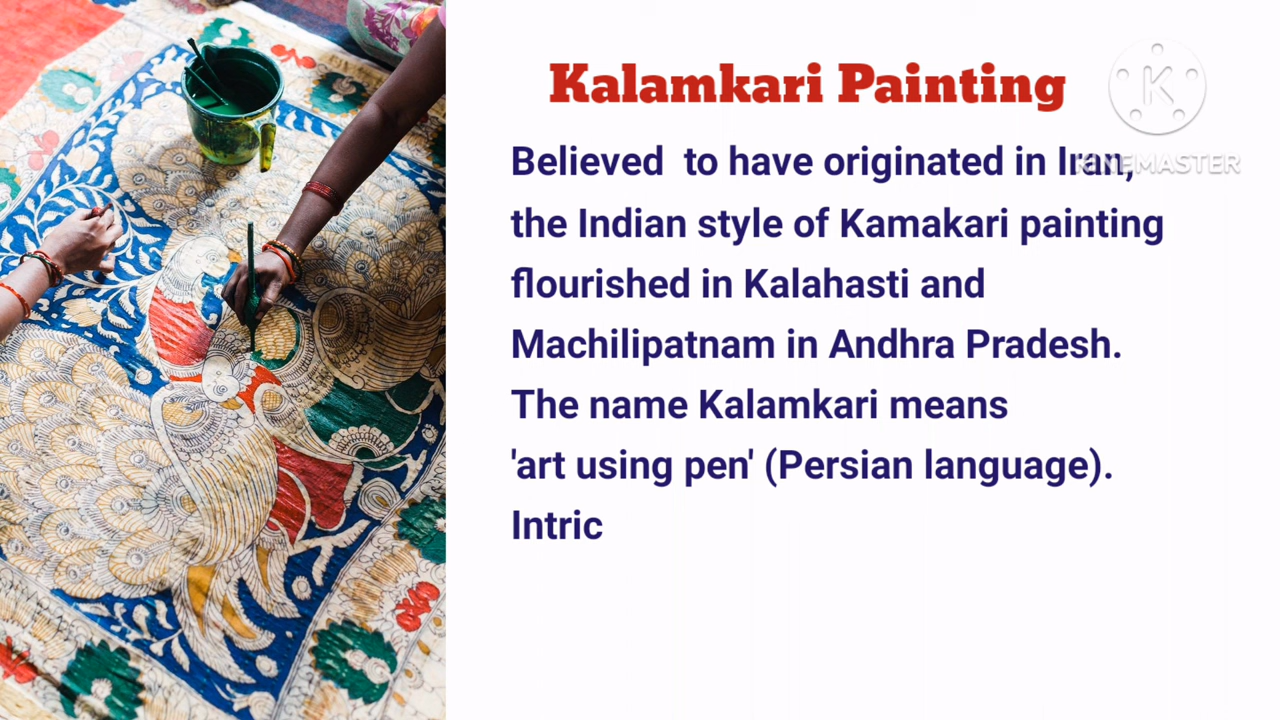 Kalamkari Painting
K
KINEMASTER
Believed to have originated in Iran,
the Indian style of Kamakari painting
flourished in Kalahasti and
Machilipatnam in Andhra Pradesh.
The name Kalamkari means
'art using pen' (Persian language).
Intric